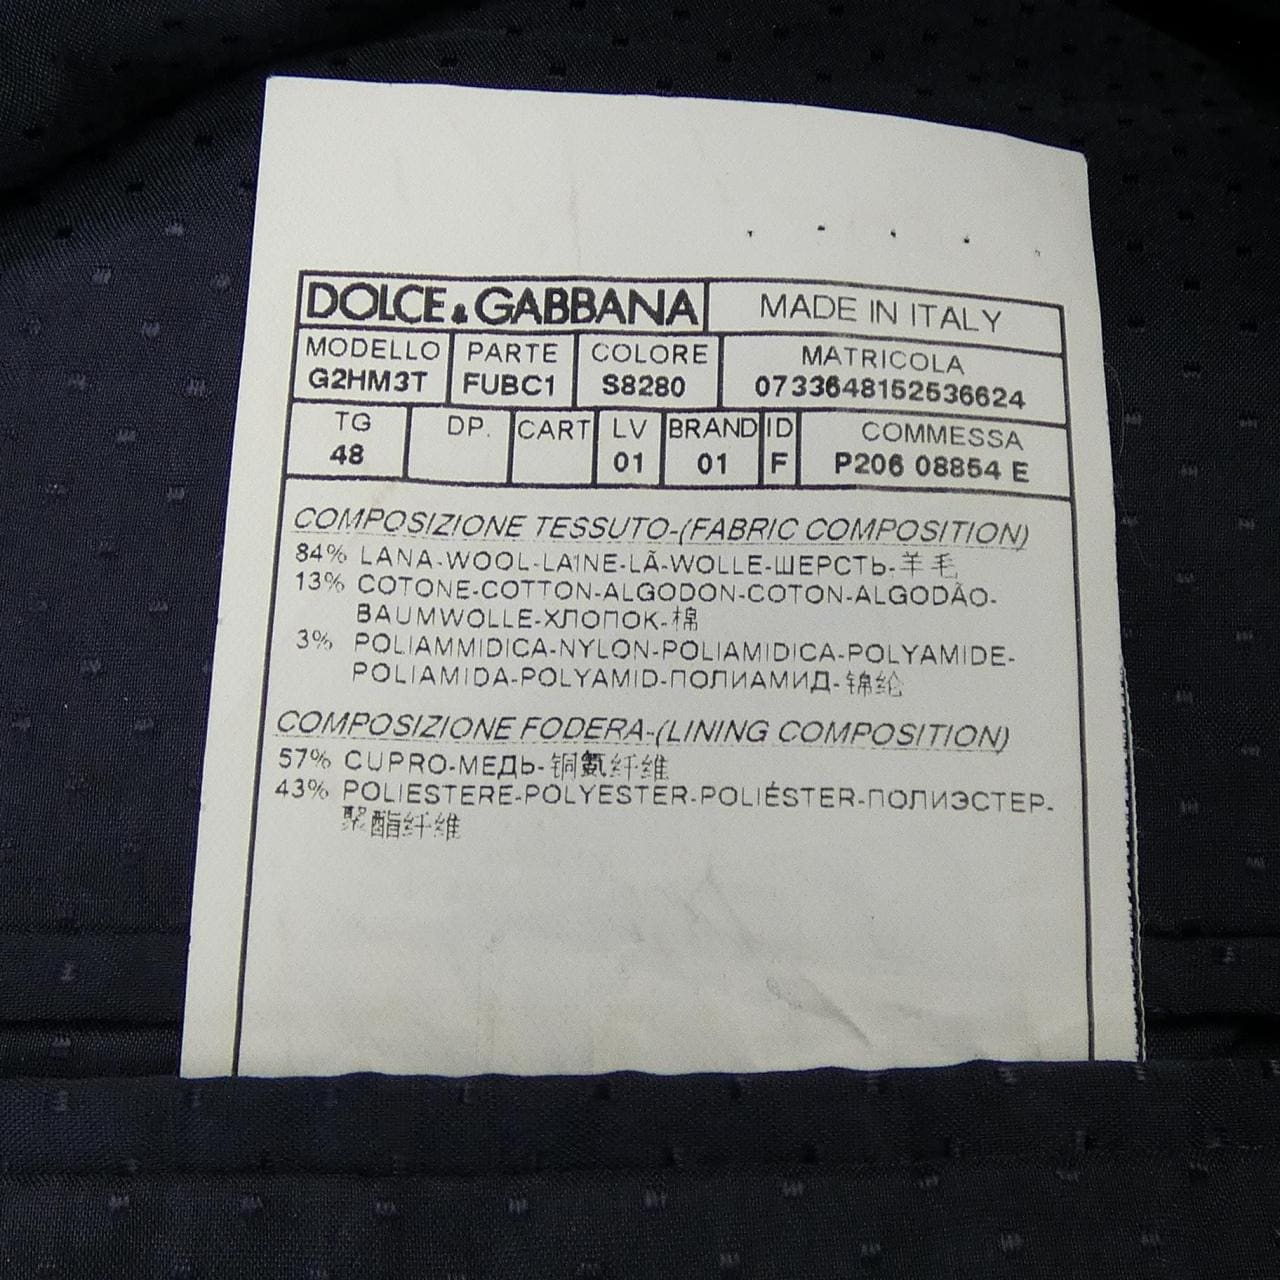 DOLCE & GABBANA MADE IN ITALY
MODELLO PARTE COLORE MATRICOLA
G2HM3T FUBC1 S8280 0733648152536624
TG DP. CART LV BRAND ID COMMESSA
48 01 01 F P206 08854 E
COMPOSIZIONE TESSUTO-(FABRIC COMPOSITION)
84% LANA-WOOL-LAINE-LÃ-WOLLE-ШЕРСТЬ-羊毛
13% COTONE-COTTON-ALGODON-COTON-ALGODÃO-
BAUMWOLLE-ХЛОПОК-棉
3% POLIAMMIDICA-NYLON-POLIAMIDICA-POLYAMIDE-
POLIAMIDA-POLYAMID-ПОЛИАМИД-锦纶
COMPOSIZIONE FODERA-(LINING COMPOSITION)
57% CUPRO-МЕДЬ-铜氨纤维
43% POLIESTERE-POLYESTER-POLIÉSTER-ПОЛИЭСТЕР-
聚酯纤维